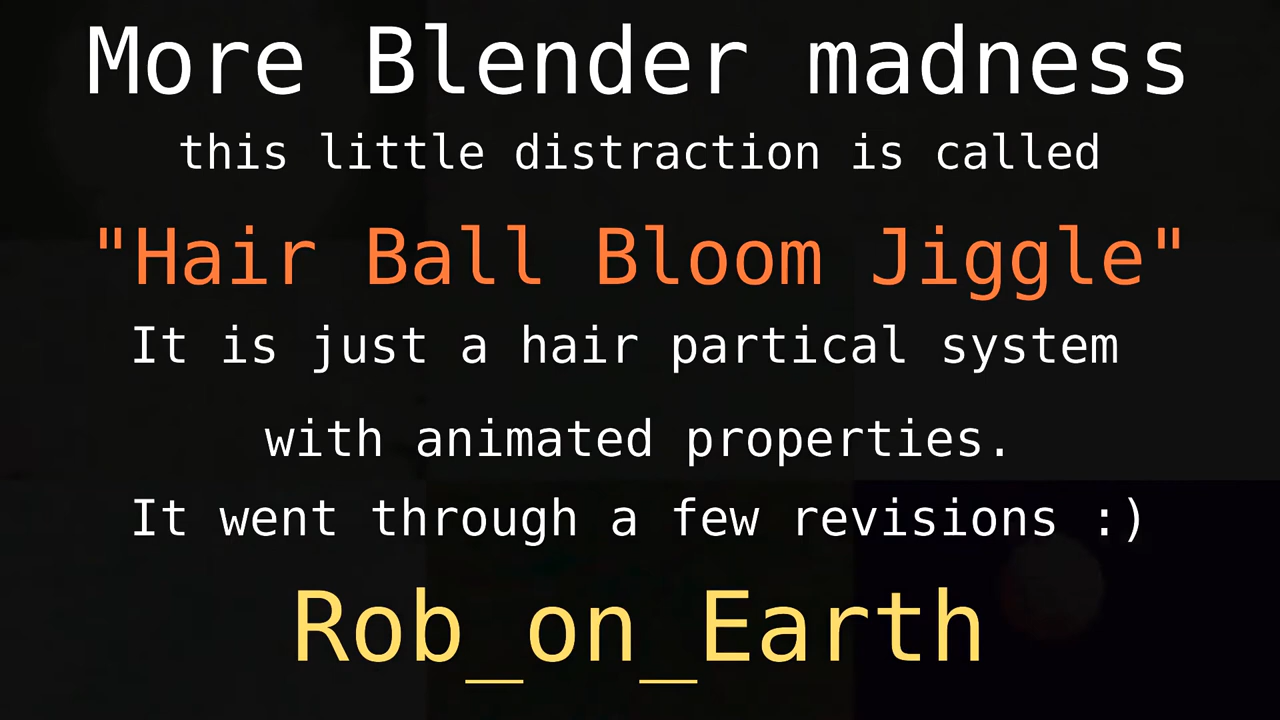 More Blender madness
this little distraction is called
"Hair Ball Bloom Jiggle"
It is just a hair partical system
with animated properties.
It went through a few revisions :)
Rob_on_Earth